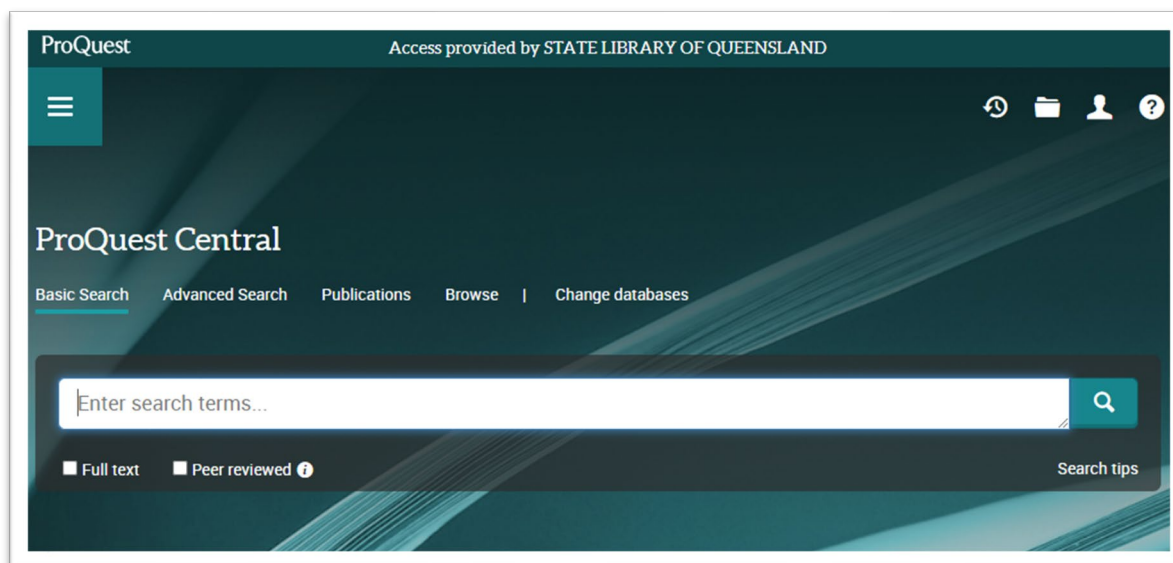 ProQuest Access provided by STATE LIBRARY OF QUEENSLAND
ProQuest Central
Basic Search Advanced Search Publications Browse | Change databases
Enter search terms...
Full text Peer reviewed Search tips